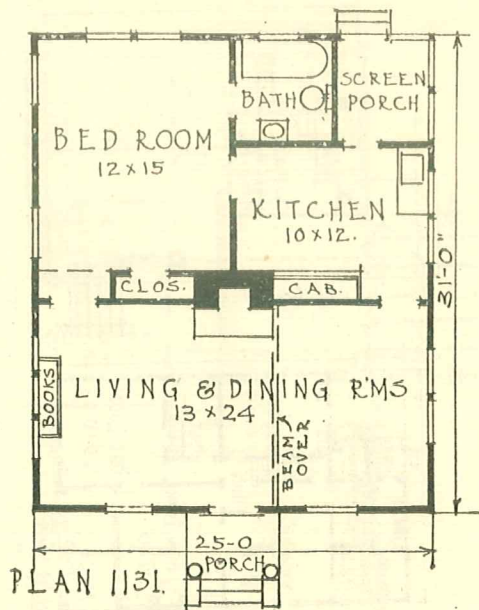 BATH
SCREEN
PORCH
BED ROOM
12 x 15
KITCHEN
10 x 12.
31'-0"
CLOS.
CAB.
BOOKS
LIVING & DINING R'MS
13 x 24
BEAM
OVER
25-0
PORCH
PLAN 1131.